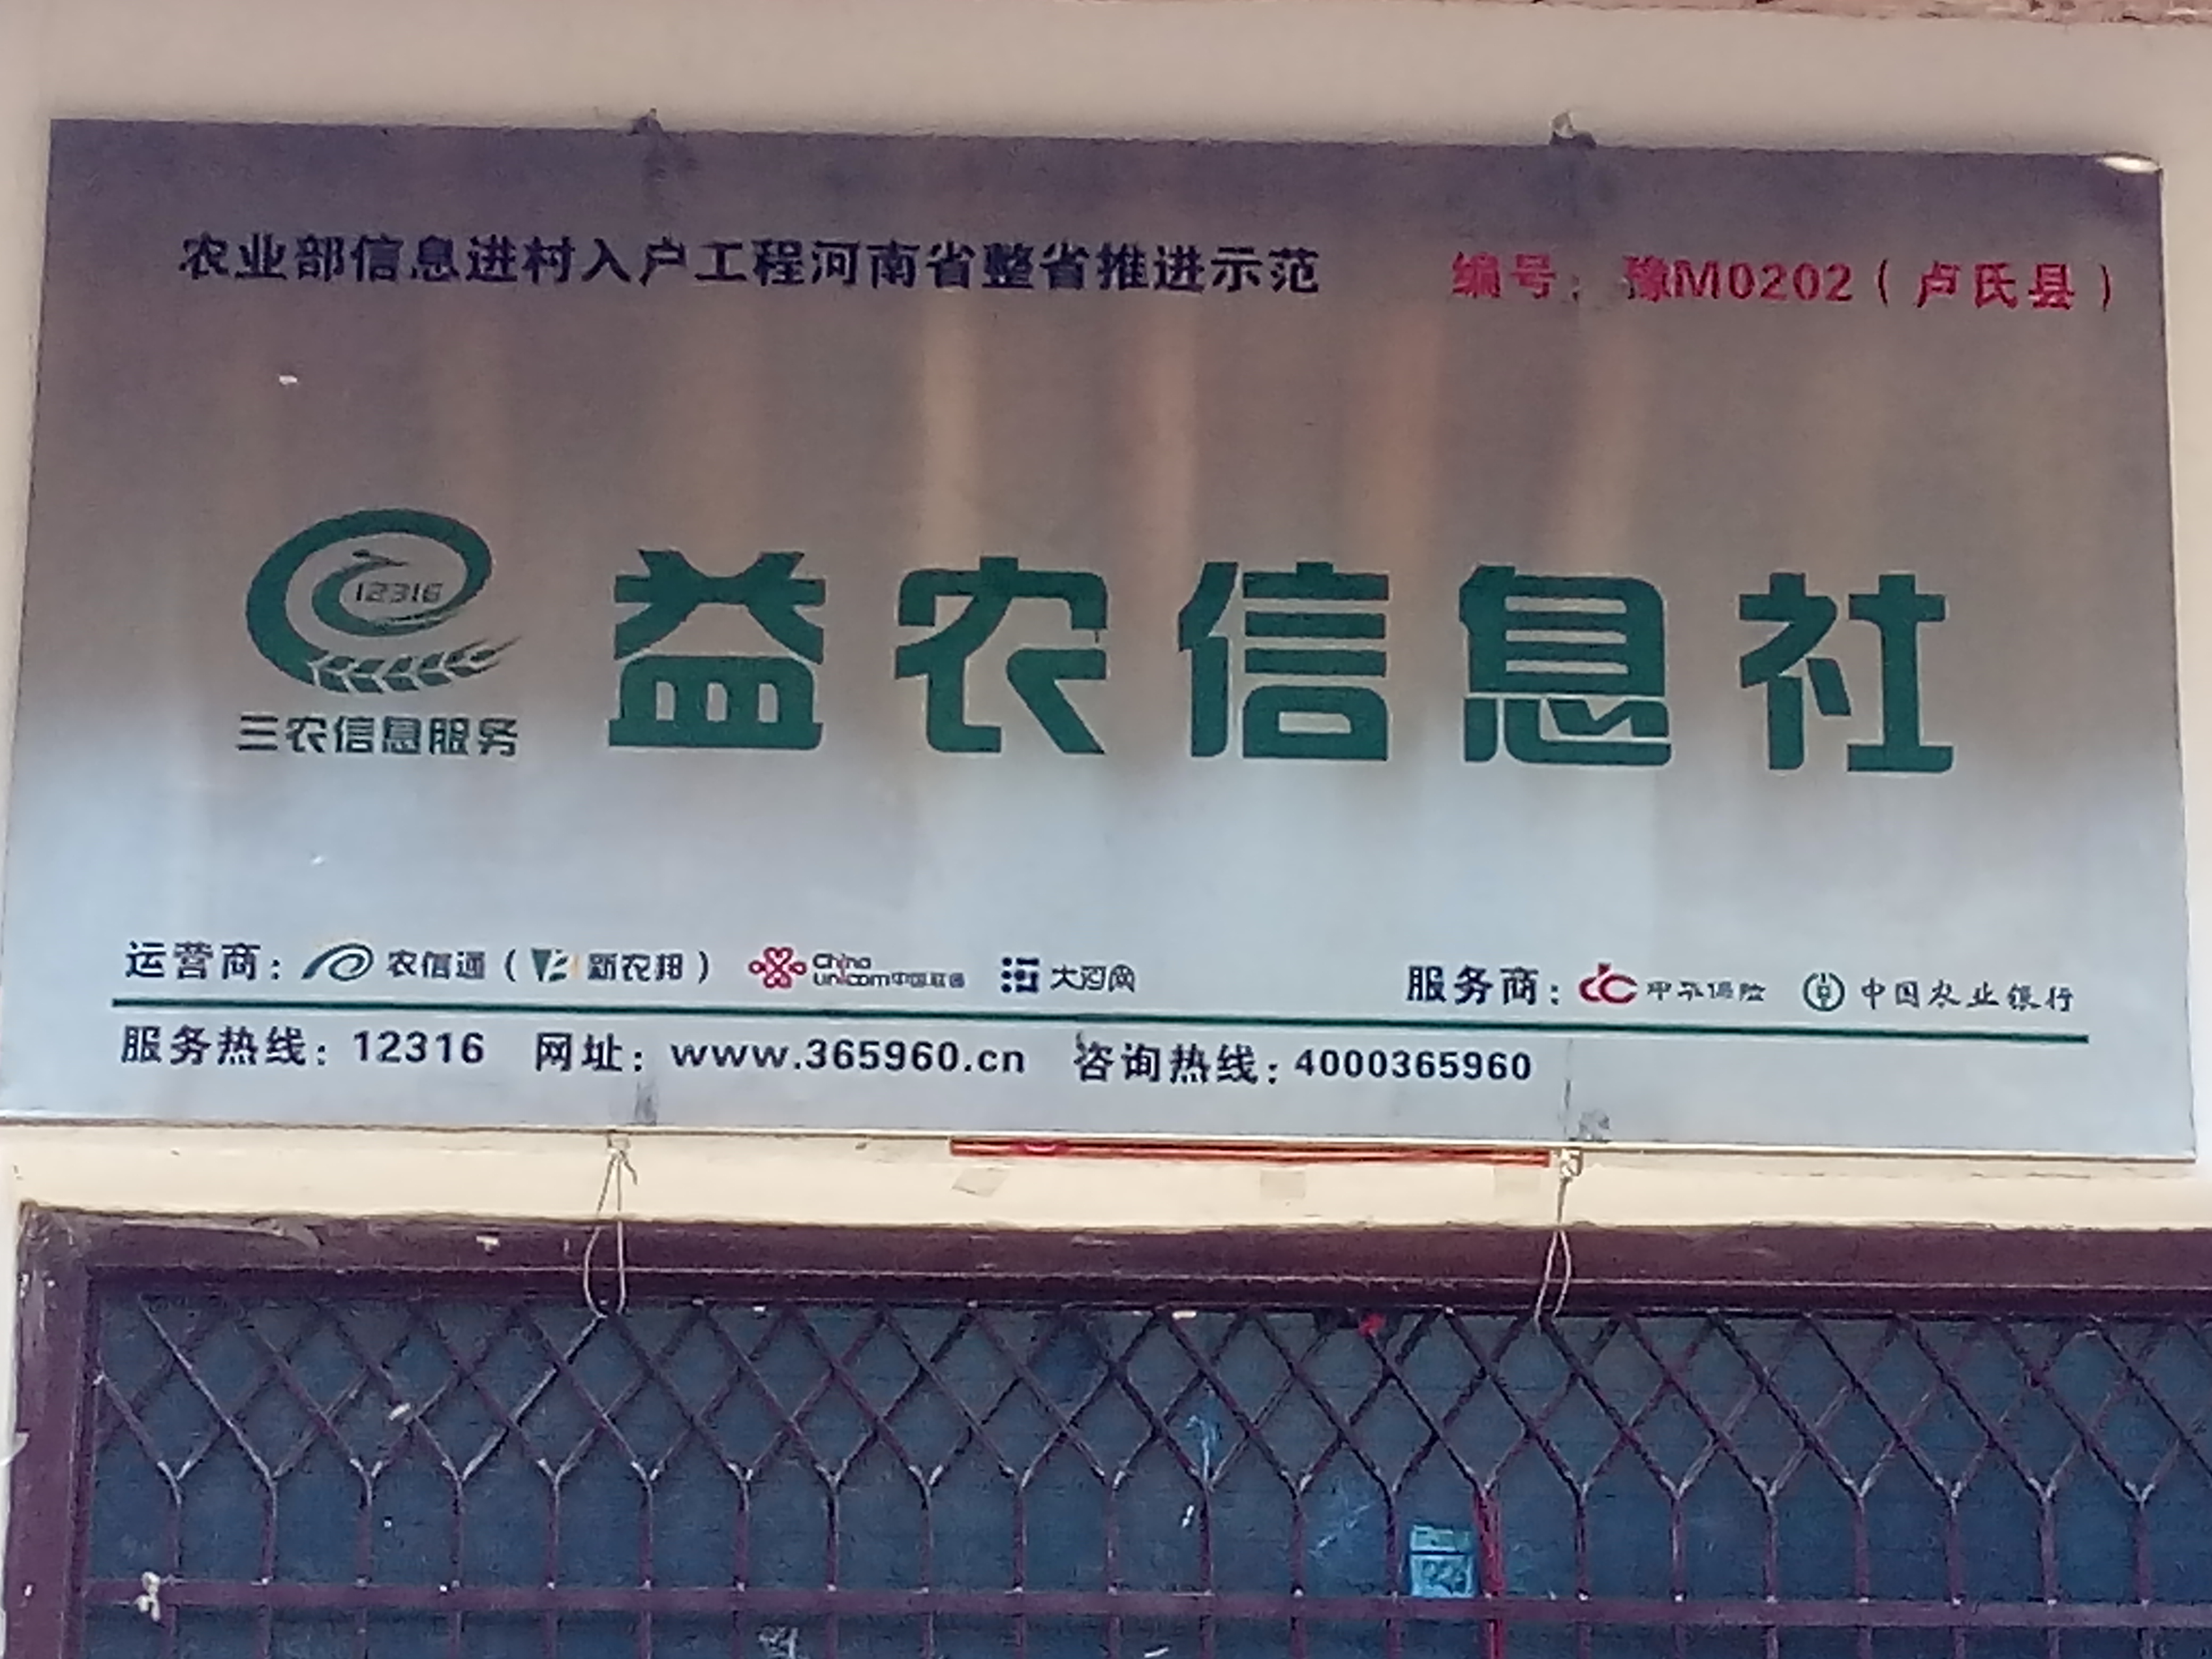 农业部信息进村入户工程河南省整省推进示范 编号：豫M0202（卢氏县）
12316
三农信息服务
益农信息社
运营商： 农信通（新农邦） China unicom中国联通 大河网 服务商： 中原保险 中国农业银行
服务热线：12316 网址：www.365960.cn 咨询热线：4000365960